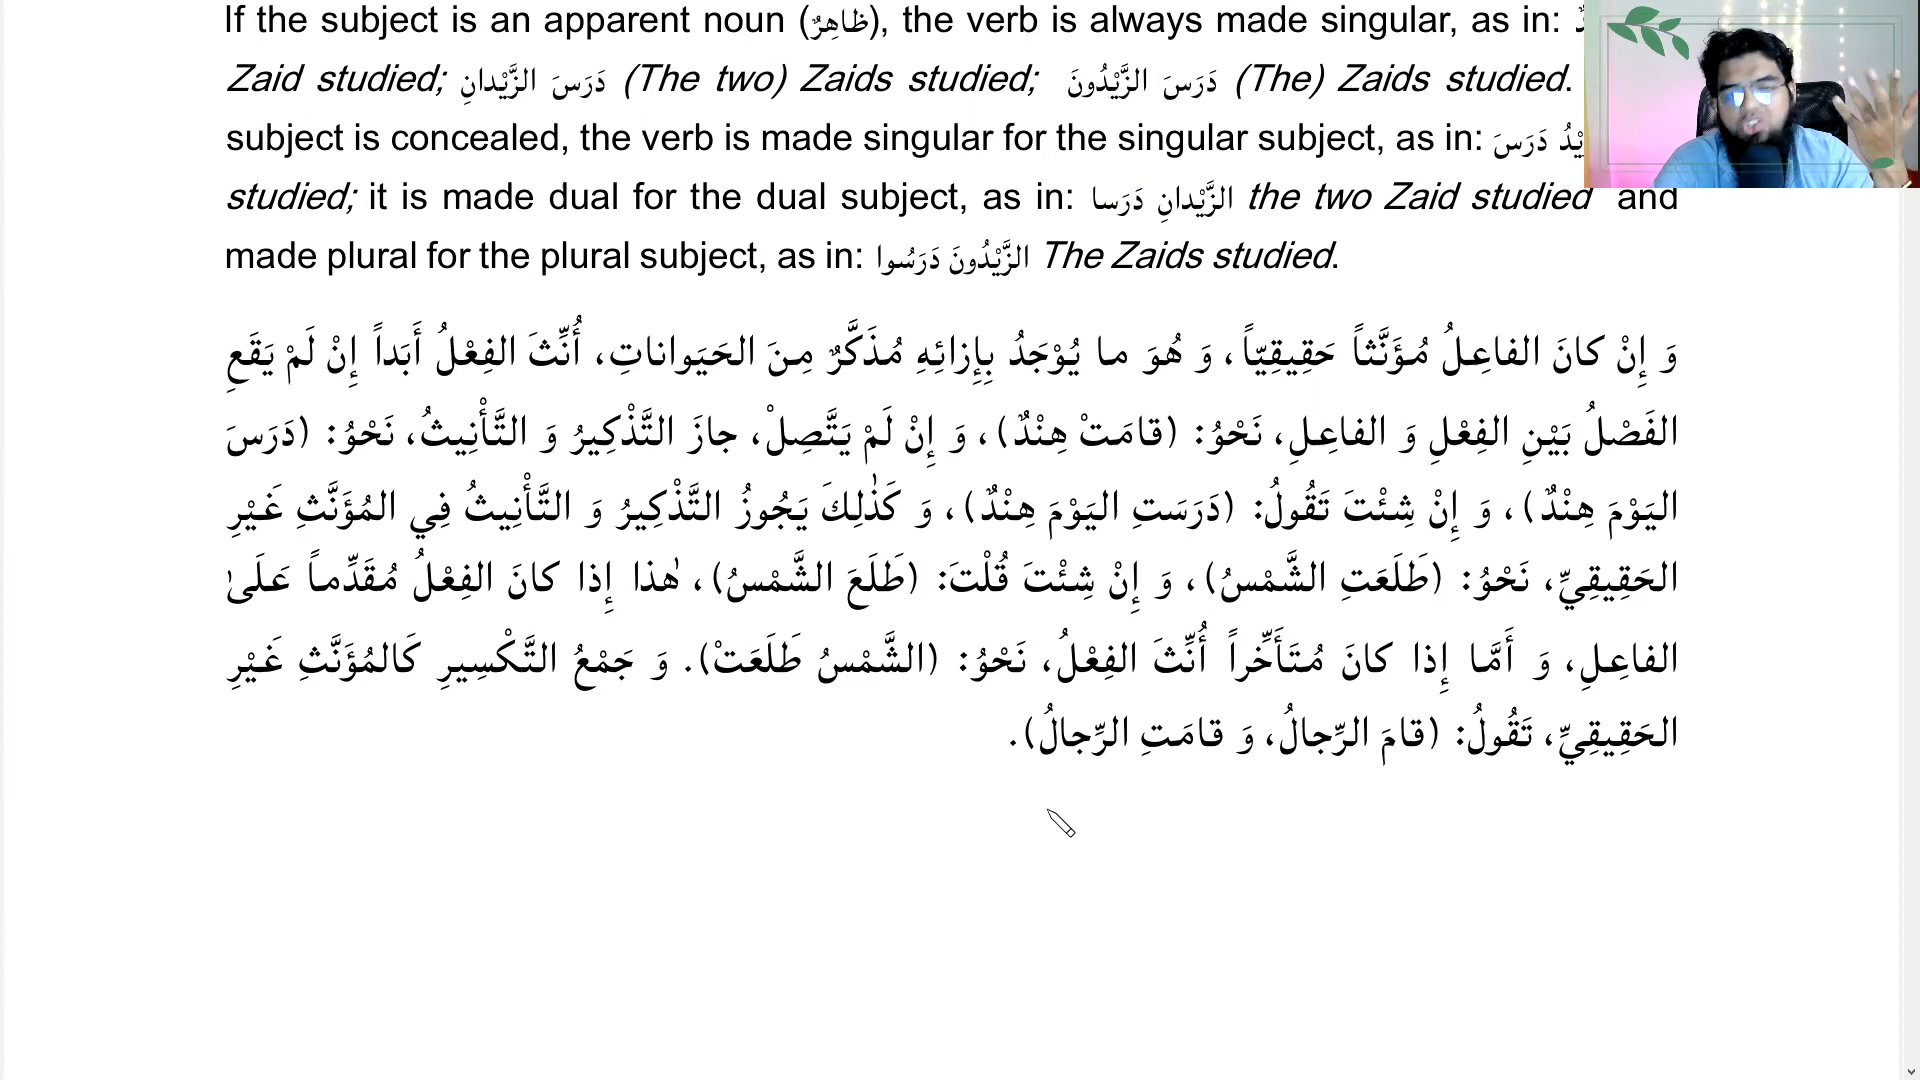 If the subject is an apparent noun (ظاهِرٌ), the verb is always made singular, as in:
Zaid studied; دَرَسَ الزَّيْدانِ (The two) Zaids studied; دَرَسَ الزَّيْدُونَ (The) Zaids studied.
subject is concealed, the verb is made singular for the singular subject, as in: دَرَسَ
studied; it is made dual for the dual subject, as in: الزَّيْدانِ دَرَسا the two Zaid studied and
made plural for the plural subject, as in: الزَّيْدُونَ دَرَسُوا The Zaids studied.
وَ إِنْ كانَ الفاعِلُ مُؤَنَّثاً حَقِيقِيّاً، وَ هُوَ ما يُوْجَدُ بِإِزائِهِ مُذَكَّرٌ مِنَ الحَيَواناتِ، أُنِّثَ الفِعْلُ أَبَداً إِنْ لَمْ يَقَعِ
الفَصْلُ بَيْنِ الفِعْلِ وَ الفاعِلِ، نَحْوُ: (قامَتْ هِنْدٌ)، وَ إِنْ لَمْ يَتَّصِلْ، جازَ التَّذْكِيرُ وَ التَّأْنِيثُ، نَحْوُ: (دَرَسَ
اليَوْمَ هِنْدٌ)، وَ إِنْ شِئْتَ تَقُولُ: (دَرَسَتِ اليَوْمَ هِنْدٌ)، وَ كَذٰلِكَ يَجُوزُ التَّذْكِيرُ وَ التَّأْنِيثُ فِي المُؤَنَّثِ غَيْرِ
الحَقِيقِيِّ، نَحْوُ: (طَلَعَتِ الشَّمْسُ)، وَ إِنْ شِئْتَ قُلْتَ: (طَلَعَ الشَّمْسُ)، هٰذا إِذا كانَ الفِعْلُ مُقَدِّماً عَلَىٰ
الفاعِلِ، وَ أَمَّا إِذا كانَ مُتَأَخِّراً أُنِّثَ الفِعْلُ، نَحْوُ: (الشَّمْسُ طَلَعَتْ). وَ جَمْعُ التَّكْسِيرِ كَالمُؤَنَّثِ غَيْرِ
الحَقِيقِيِّ، تَقُولُ: (قامَ الرِّجالُ، وَ قامَتِ الرِّجالُ).